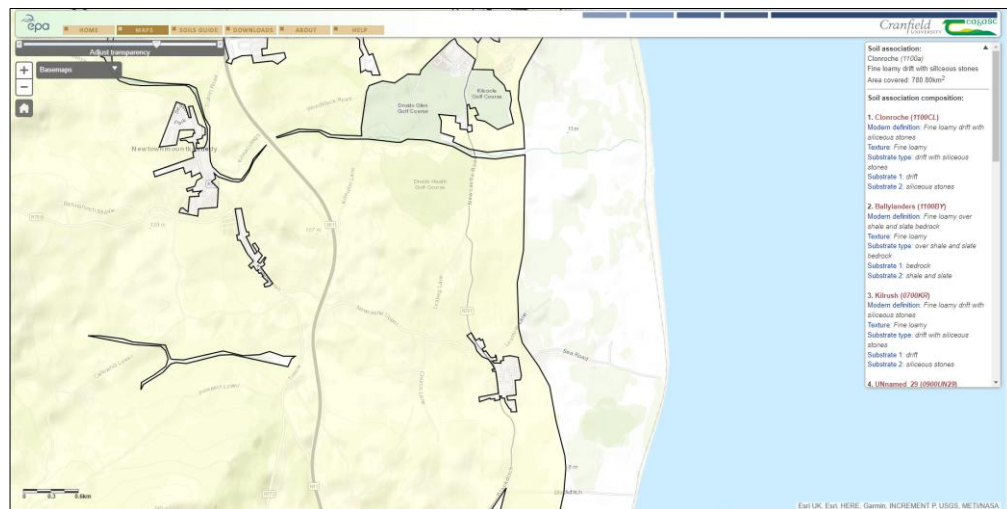 epa
HOME
MAPS
SOILS GUIDE
DOWNLOADS
ABOUT
HELP
Cranfield
UNIVERSITY
teagasc
Adjust transparency
+
Basemaps
−
Soil association:
Clonroche (1100a)
Fine loamy drift with siliceous stones
Area covered: 780.80km2
Soil association composition:
1. Clonroche (1100CL)
Modern definition: Fine loamy drift with
siliceous stones
Texture: Fine loamy
Substrate type: drift with siliceous
stones
Substrate 1: drift
Substrate 2: siliceous stones
2. Ballylanders (1100BY)
Modern definition: Fine loamy over
shale and slate bedrock
Texture: Fine loamy
Substrate type: over shale and slate
bedrock
Substrate 1: bedrock
Substrate 2: shale and slate
3. Kilrush (0700KR)
Modern definition: Fine loamy drift with
siliceous stones
Texture: Fine loamy
Substrate type: drift with siliceous
stones
Substrate 1: drift
Substrate 2: siliceous stones
4. UNnamed_29 (0900UN29)
Woodstock Road
Druids Glen
Golf Course
Kilcoole
Golf Course
Newtownmountkennedy
Druids Heath
Golf Course
Sea Road
0
0.3
0.6km
Esri UK, Esri, HERE, Garmin, INCREMENT P, USGS, METI/NASA